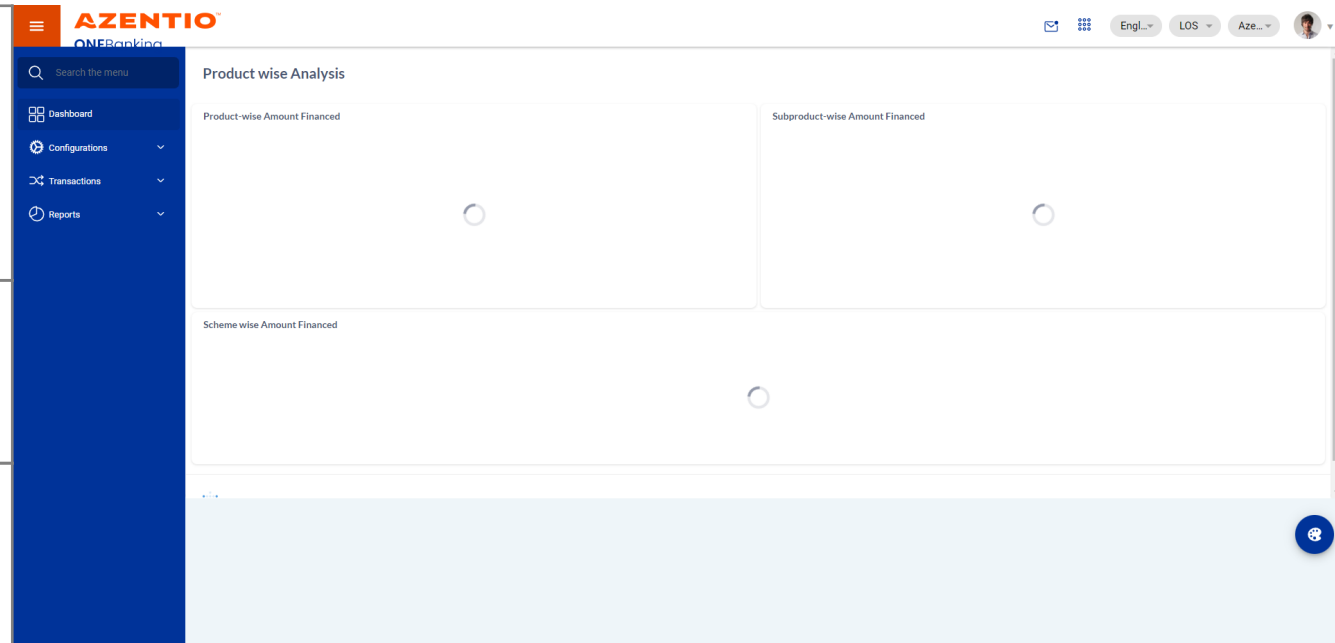 AZENTIO™
ONEBanking
Engl...
LOS
Aze...
Search the menu
Dashboard
Configurations
Transactions
Reports
Product wise Analysis
Product-wise Amount Financed
Subproduct-wise Amount Financed
Scheme wise Amount Financed